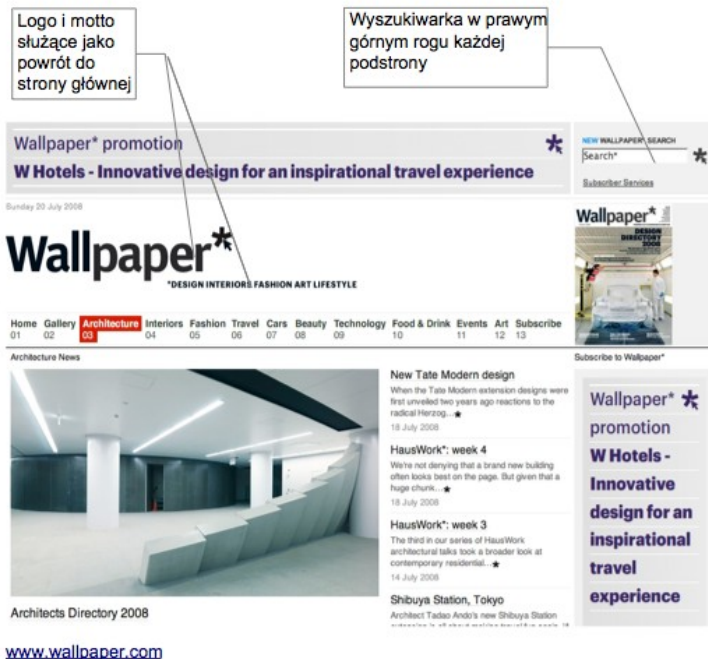 Logo i motto
służące jako
powrót do
strony głównej
Wyszukiwarka w prawym
górnym rogu każdej
podstrony
Wallpaper* promotion
W Hotels - Innovative design for an inspirational travel experience
NEW WALLPAPER* SEARCH
Search*
Subscriber Services
Sunday 20 July 2008
Wallpaper*
*DESIGN INTERIORS FASHION ART LIFESTYLE
Wallpaper*
DESIGN
DIRECTORY
2008
Home Gallery Architecture Interiors Fashion Travel Cars Beauty Technology Food & Drink Events Art Subscribe
01 02 03 04 05 06 07 08 09 10 11 12 13
Architecture News
Subscribe to Wallpaper*
New Tate Modern design
When the Tate Modern extension designs were
first unveiled two years ago reactions to the
radical Herzog...
18 July 2008
HausWork*: week 4
We're not denying that a brand new building
often looks best on the page. But given that a
huge chunk...
18 July 2008
HausWork*: week 3
The third in our series of HausWork
architectural talks took a broader look at
contemporary residential...
14 July 2008
Shibuya Station, Tokyo
Architect Tadao Ando's new Shibuya Station
Architects Directory 2008
Wallpaper*
promotion
W Hotels -
Innovative
design for an
inspirational
travel
experience
www.wallpaper.com